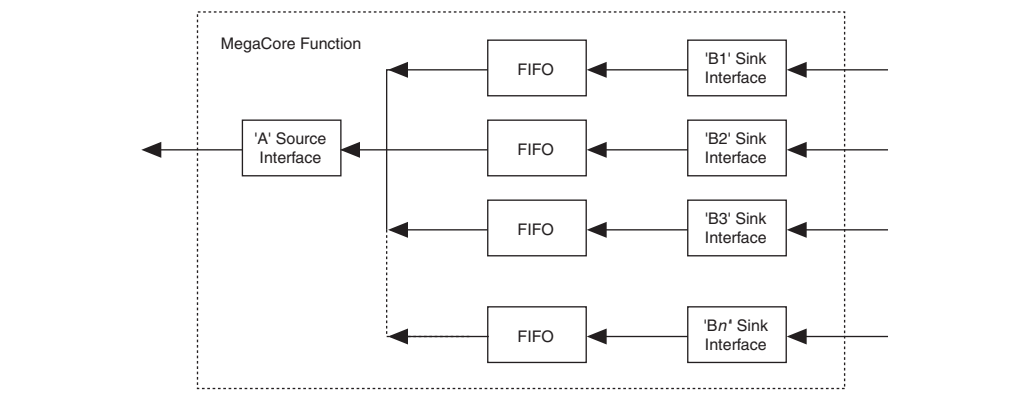 MegaCore Function
FIFO
'B1' Sink
Interface
'A' Source
Interface
FIFO
'B2' Sink
Interface
FIFO
'B3' Sink
Interface
FIFO
'Bn' Sink
Interface